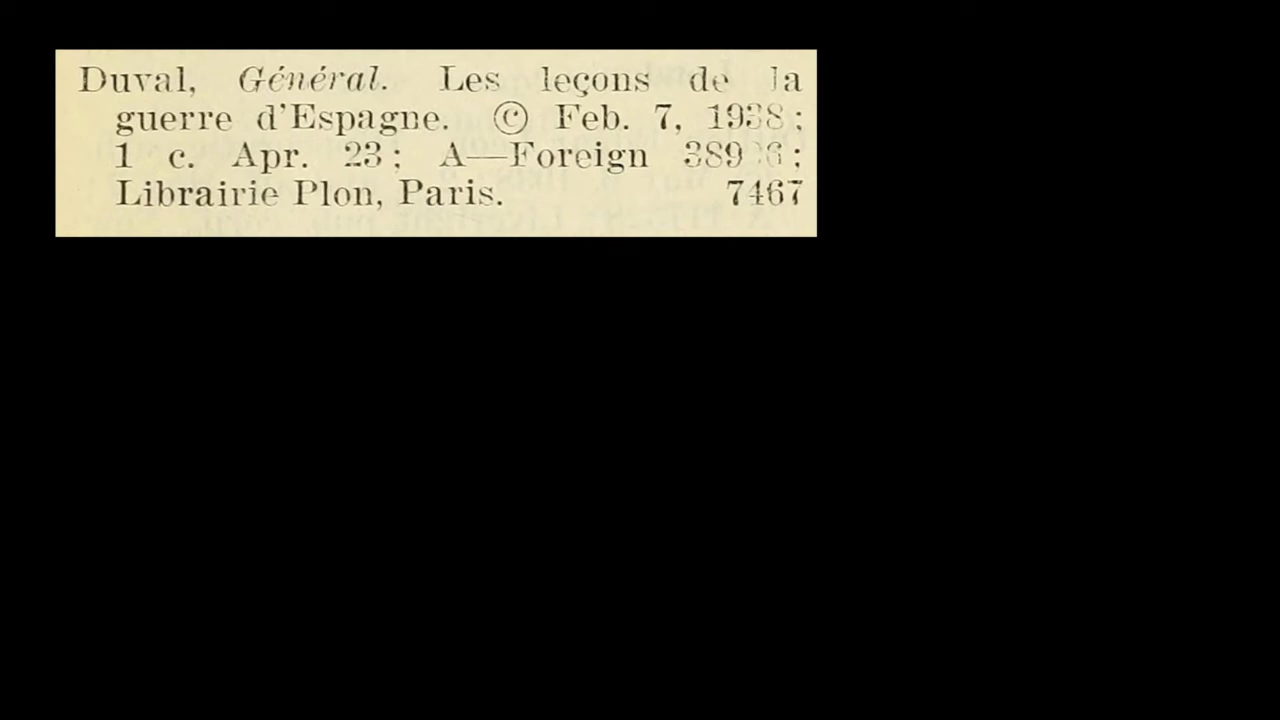 Duval, Général. Les leçons de la
guerre d'Espagne. © Feb. 7, 1938;
1 c. Apr. 23; A—Foreign
Librairie Plon, Paris. 7467